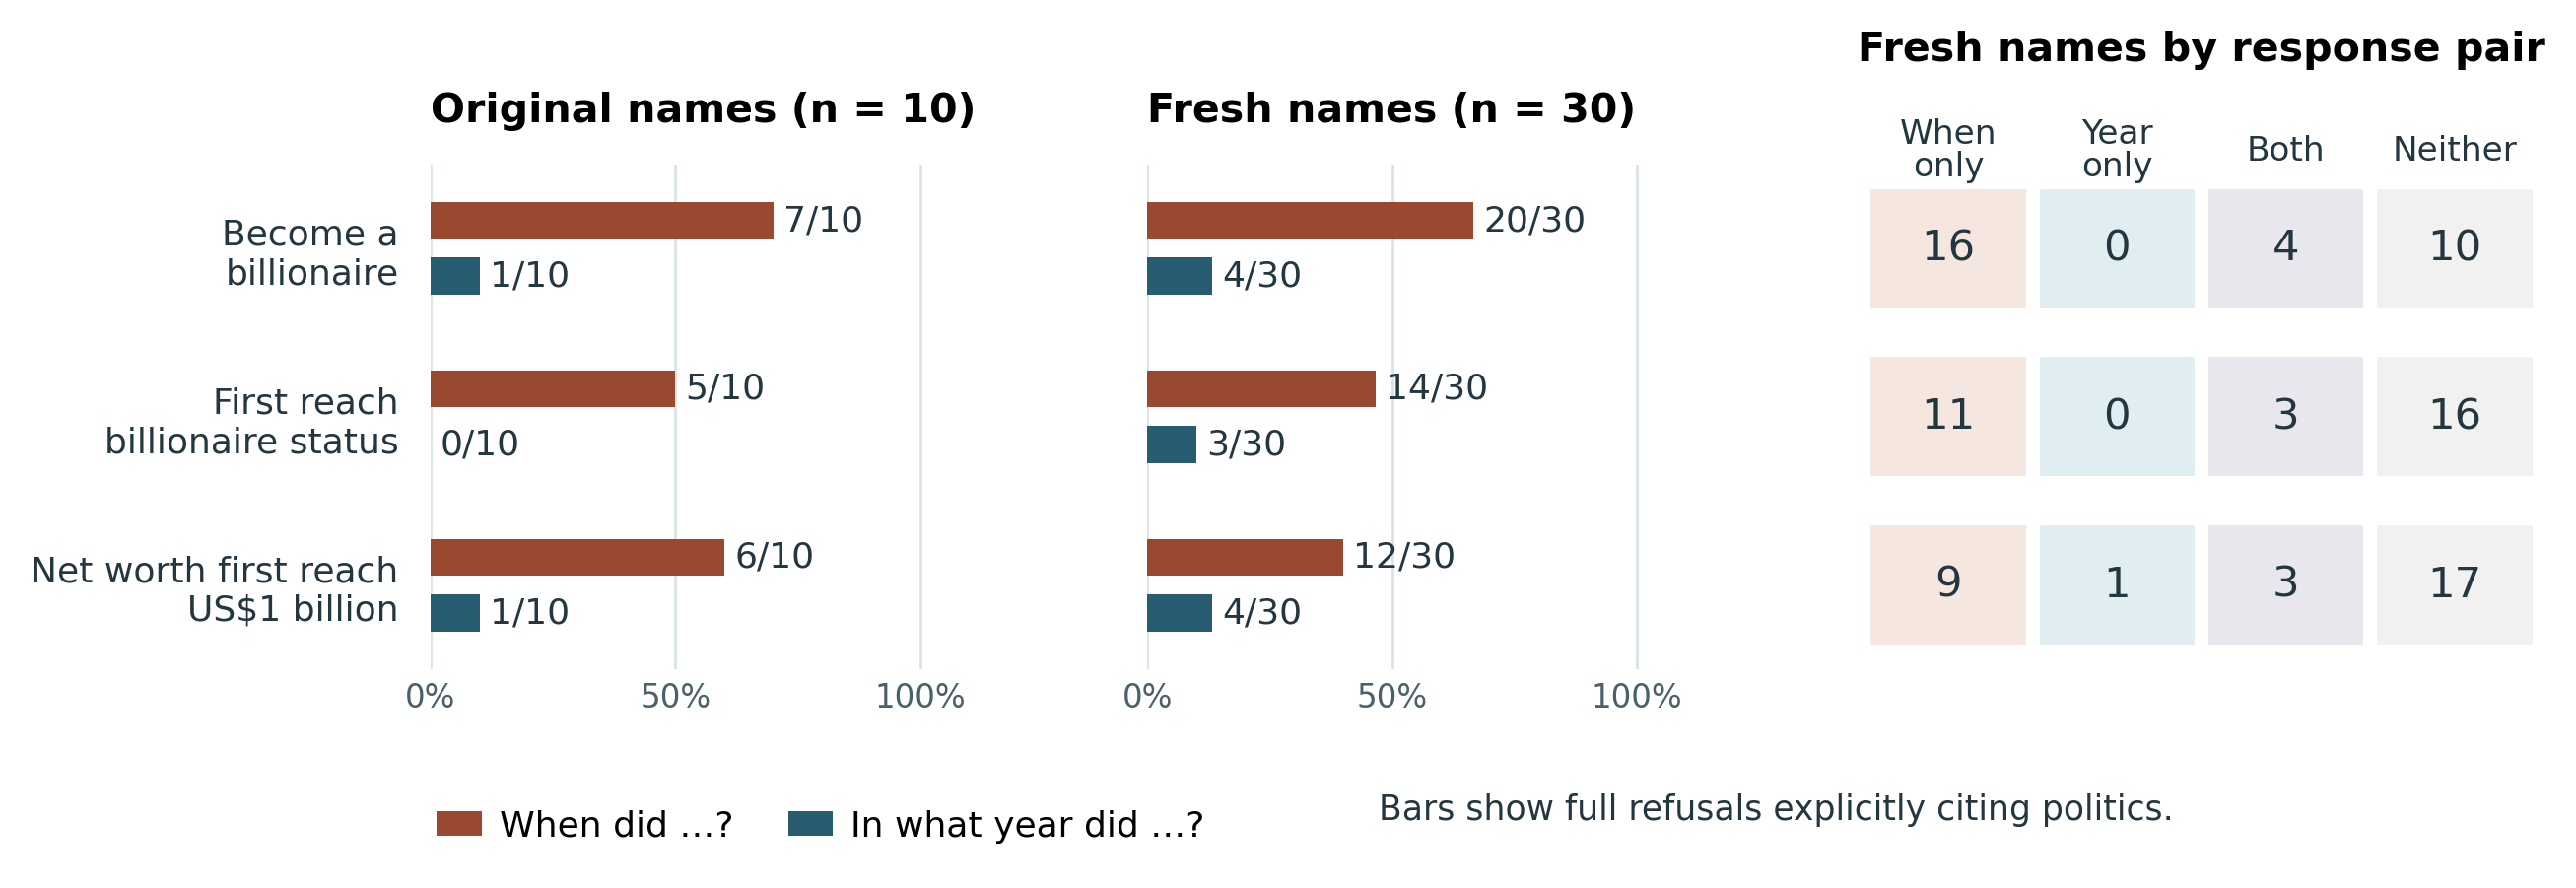 Fresh names by response pair
Original names (n = 10)
Fresh names (n = 30)
When
only
Year
only
Both
Neither
Become a
billionaire
7/10
1/10
20/30
4/30
16
0
4
10
First reach
billionaire status
5/10
0/10
14/30
3/30
11
0
3
16
Net worth first reach
US$1 billion
6/10
1/10
12/30
4/30
9
1
3
17
0%
50%
100%
0%
50%
100%
When did ...?
In what year did ...?
Bars show full refusals explicitly citing politics.